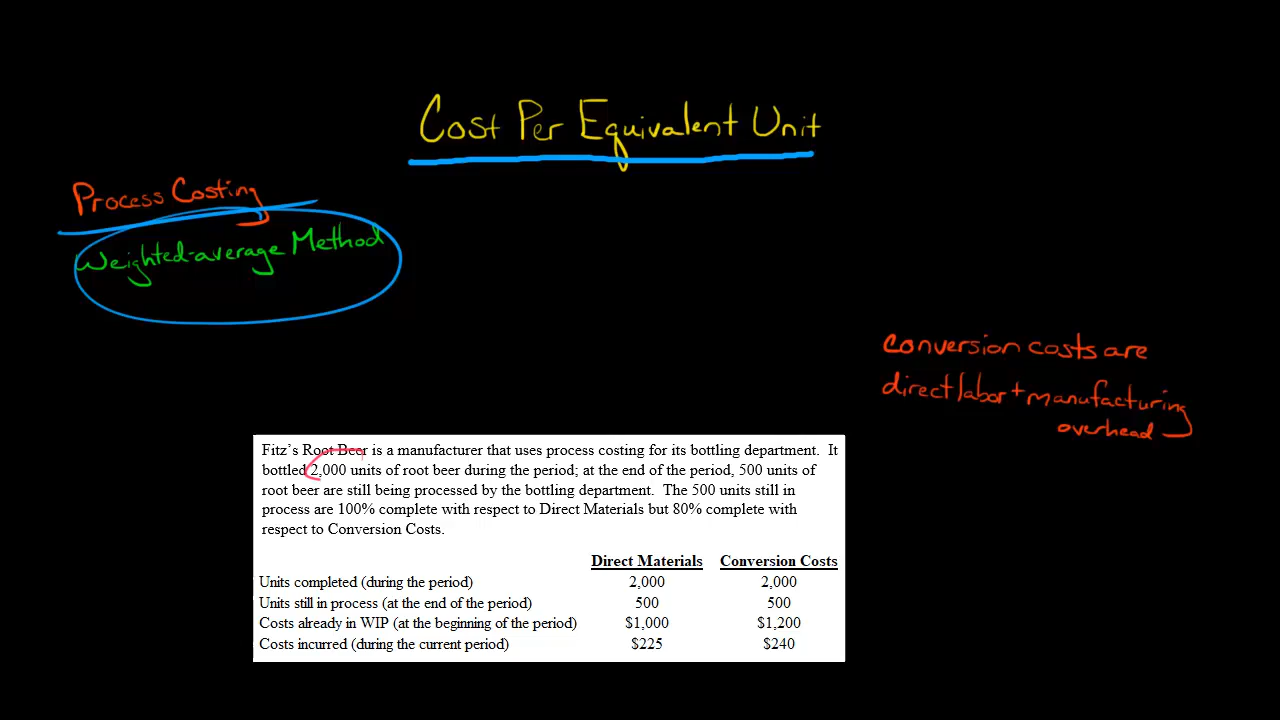 Cost Per Equivalent Unit
Process Costing
Weighted-average Method
conversion costs are
direct labor + manufacturing
overhead
Fitz's Root Beer is a manufacturer that uses process costing for its bottling department. It
bottled 2,000 units of root beer during the period; at the end of the period, 500 units of
root beer are still being processed by the bottling department. The 500 units still in
process are 100% complete with respect to Direct Materials but 80% complete with
respect to Conversion Costs.
Direct Materials Conversion Costs
Units completed (during the period) 2,000 2,000
Units still in process (at the end of the period) 500 500
Costs already in WIP (at the beginning of the period) $1,000 $1,200
Costs incurred (during the current period) $225 $240